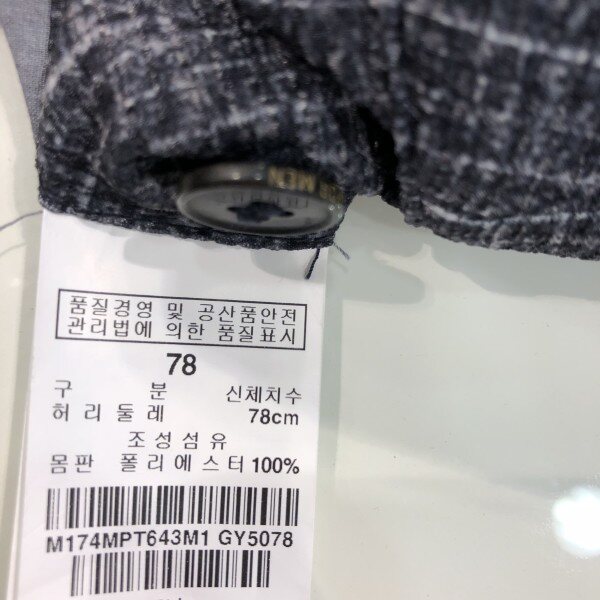 MEN
품질경영 및 공산품안전
관리법에 의한 품질표시
78
구 분 신체치수
허리둘레 78cm
조성섬유
몸판 폴리에스터 100%
M174MPT643M1 GY5078